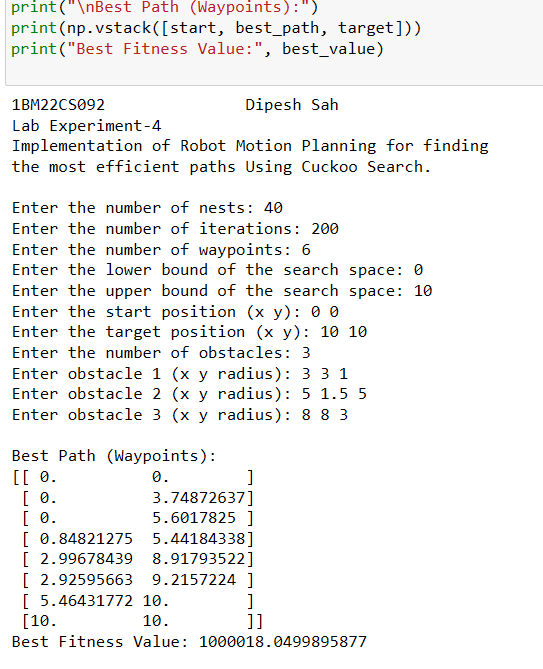 print("\nBest Path (Waypoints):")
print(np.vstack([start, best_path, target]))
print("Best Fitness Value:", best_value)
1BM22CS092                Dipesh Sah
Lab Experiment-4
Implementation of Robot Motion Planning for finding
the most efficient paths Using Cuckoo Search.
Enter the number of nests: 40
Enter the number of iterations: 200
Enter the number of waypoints: 6
Enter the lower bound of the search space: 0
Enter the upper bound of the search space: 10
Enter the start position (x y): 0 0
Enter the target position (x y): 10 10
Enter the number of obstacles: 3
Enter obstacle 1 (x y radius): 3 3 1
Enter obstacle 2 (x y radius): 5 1.5 5
Enter obstacle 3 (x y radius): 8 8 3
Best Path (Waypoints):
[[ 0.          0.        ]
 [ 0.          3.74872637]
 [ 0.          5.6017825 ]
 [ 0.84821275  5.44184338]
 [ 2.99678439  8.91793522]
 [ 2.92595663  9.2157224 ]
 [ 5.46431772 10.        ]
 [10.         10.        ]]
Best Fitness Value: 1000018.0499895877